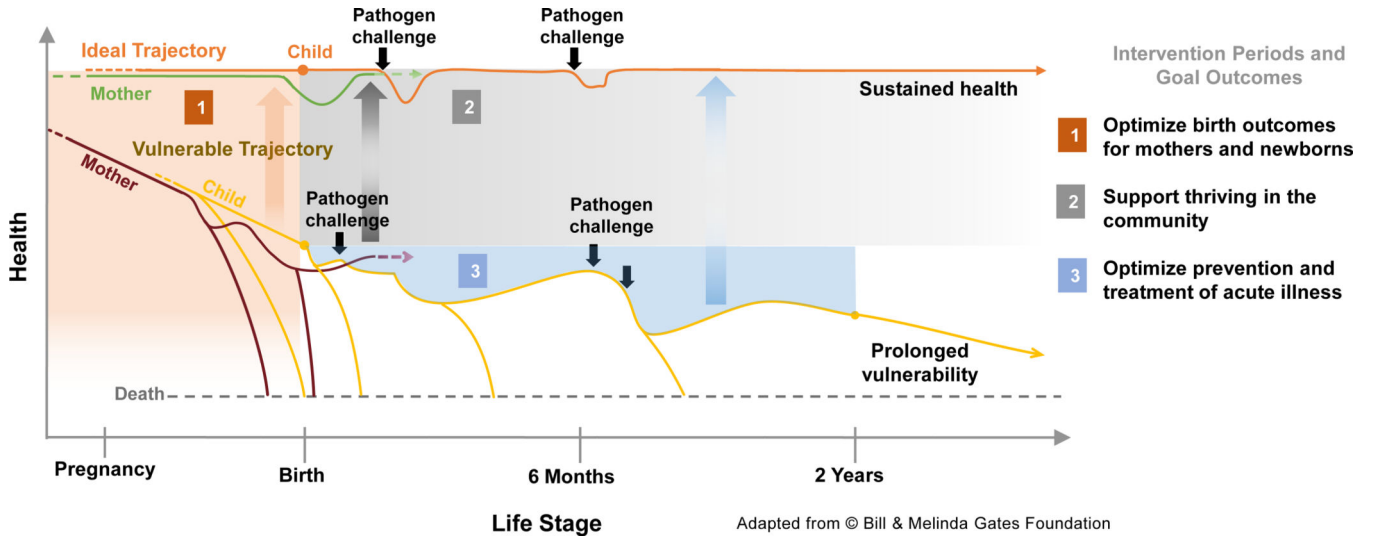 Pathogen
challenge
Pathogen
challenge
Ideal Trajectory
Child
Mother
1
2
Sustained health
Vulnerable Trajectory
Mother
Child
Pathogen
challenge
Pathogen
challenge
3
Prolonged
vulnerability
Death
Health
Pregnancy
Birth
6 Months
2 Years
Life Stage
Adapted from © Bill & Melinda Gates Foundation
Intervention Periods and
Goal Outcomes
1 Optimize birth outcomes
for mothers and newborns
2 Support thriving in the
community
3 Optimize prevention and
treatment of acute illness